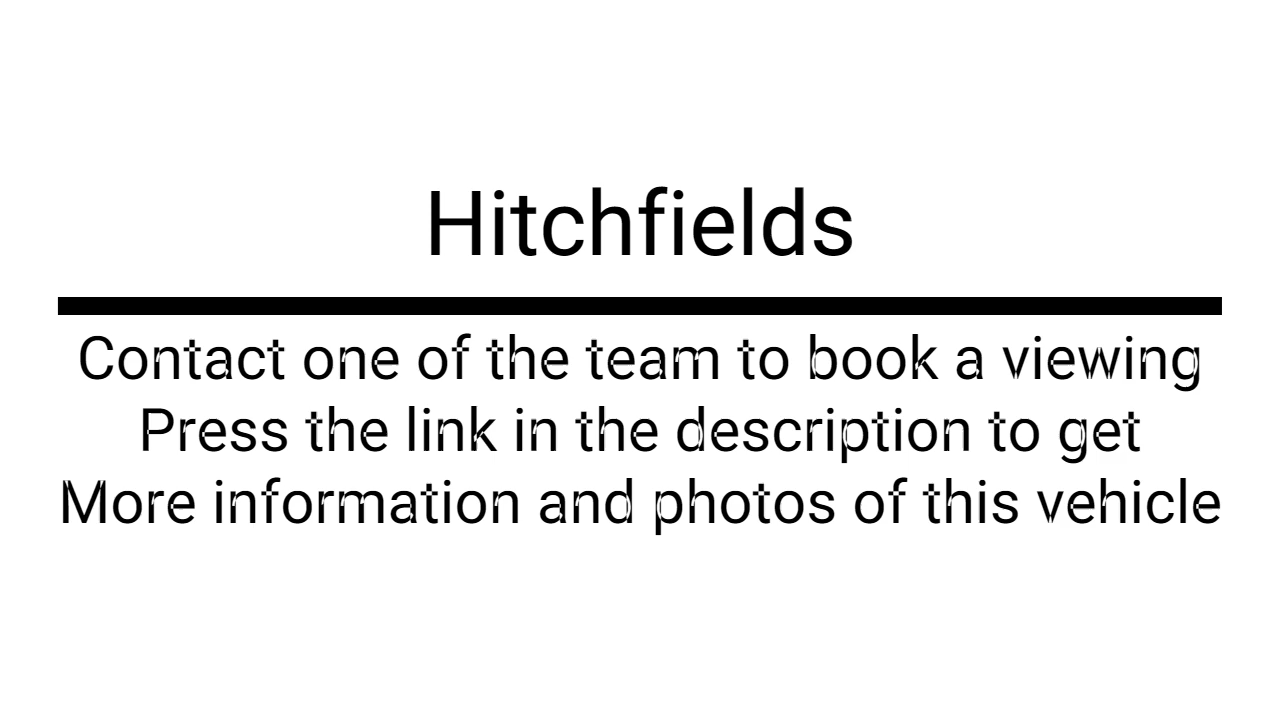 Hitchfields
Contact one of the team to book a viewing
Press the link in the description to get
More information and photos of this vehicle